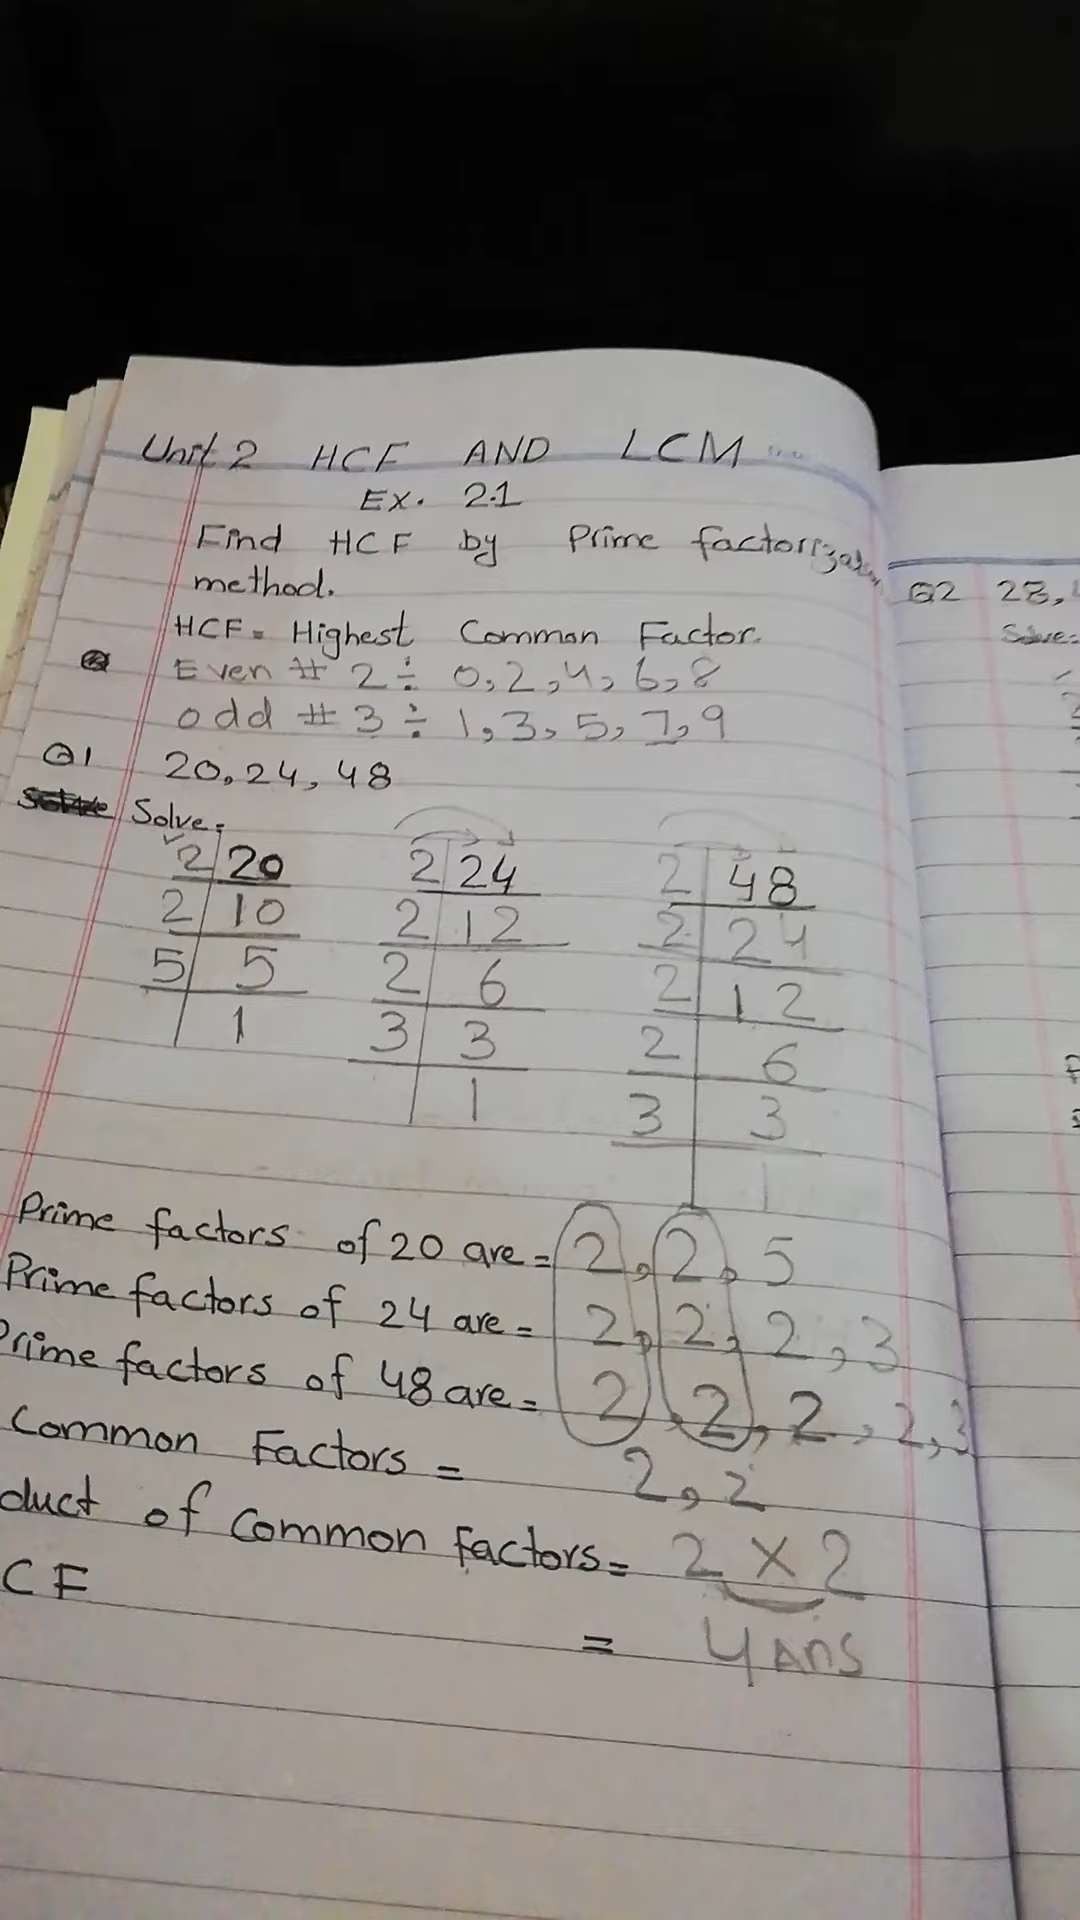 Unit 2 HCF AND LCM
Ex. 2.1
Find HCF by Prime
method.
HCF = Highest Common Factor.
Even # 2 ÷ 0,2,4,6,8
odd # 3 ÷ 1,3,5,7,9
Q1 20,24,48
Solve:
2 20 2 24 2 48
2 10 2 12 2 24
5 5 2 6 2 12
1 3 3 2 6
1 3 3
1
Prime factors of 20 are = 2,2,5
Prime factors of 24 are = 2,2,2,3
Prime factors of 48 are = 2,2,2,2,3
Common Factors = 2,2
duct of common factors = 2 × 2
CF
= 4 Ans
Q2 28,
Solve: